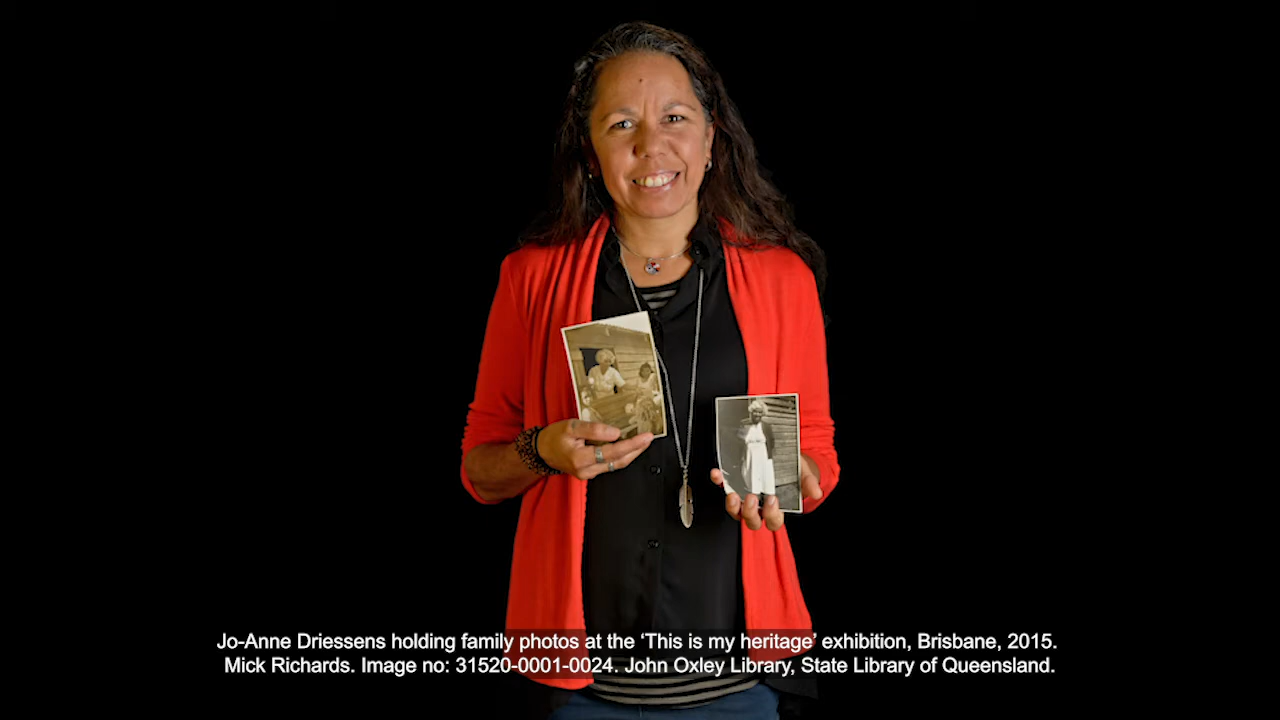 Jo-Anne Driessens holding family photos at the ‘This is my heritage’ exhibition, Brisbane, 2015.
Mick Richards. Image no: 31520-0001-0024. John Oxley Library, State Library of Queensland.